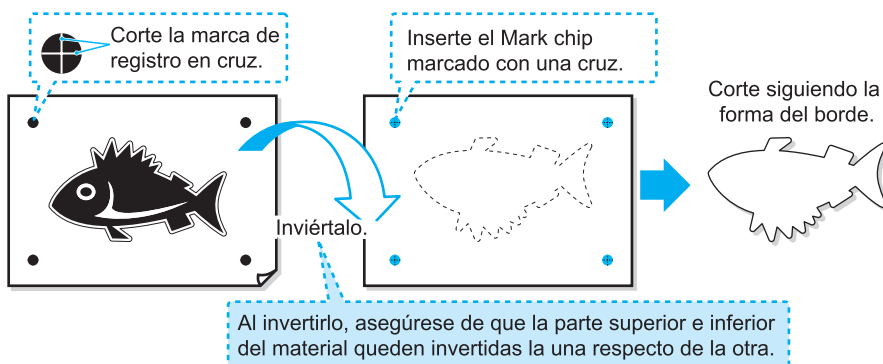 Corte la marca de
registro en cruz.
Inserte el Mark chip
marcado con una cruz.
Corte siguiendo la
forma del borde.
Inviértalo.
Al invertirlo, asegúrese de que la parte superior e inferior
del material queden invertidas la una respecto de la otra.